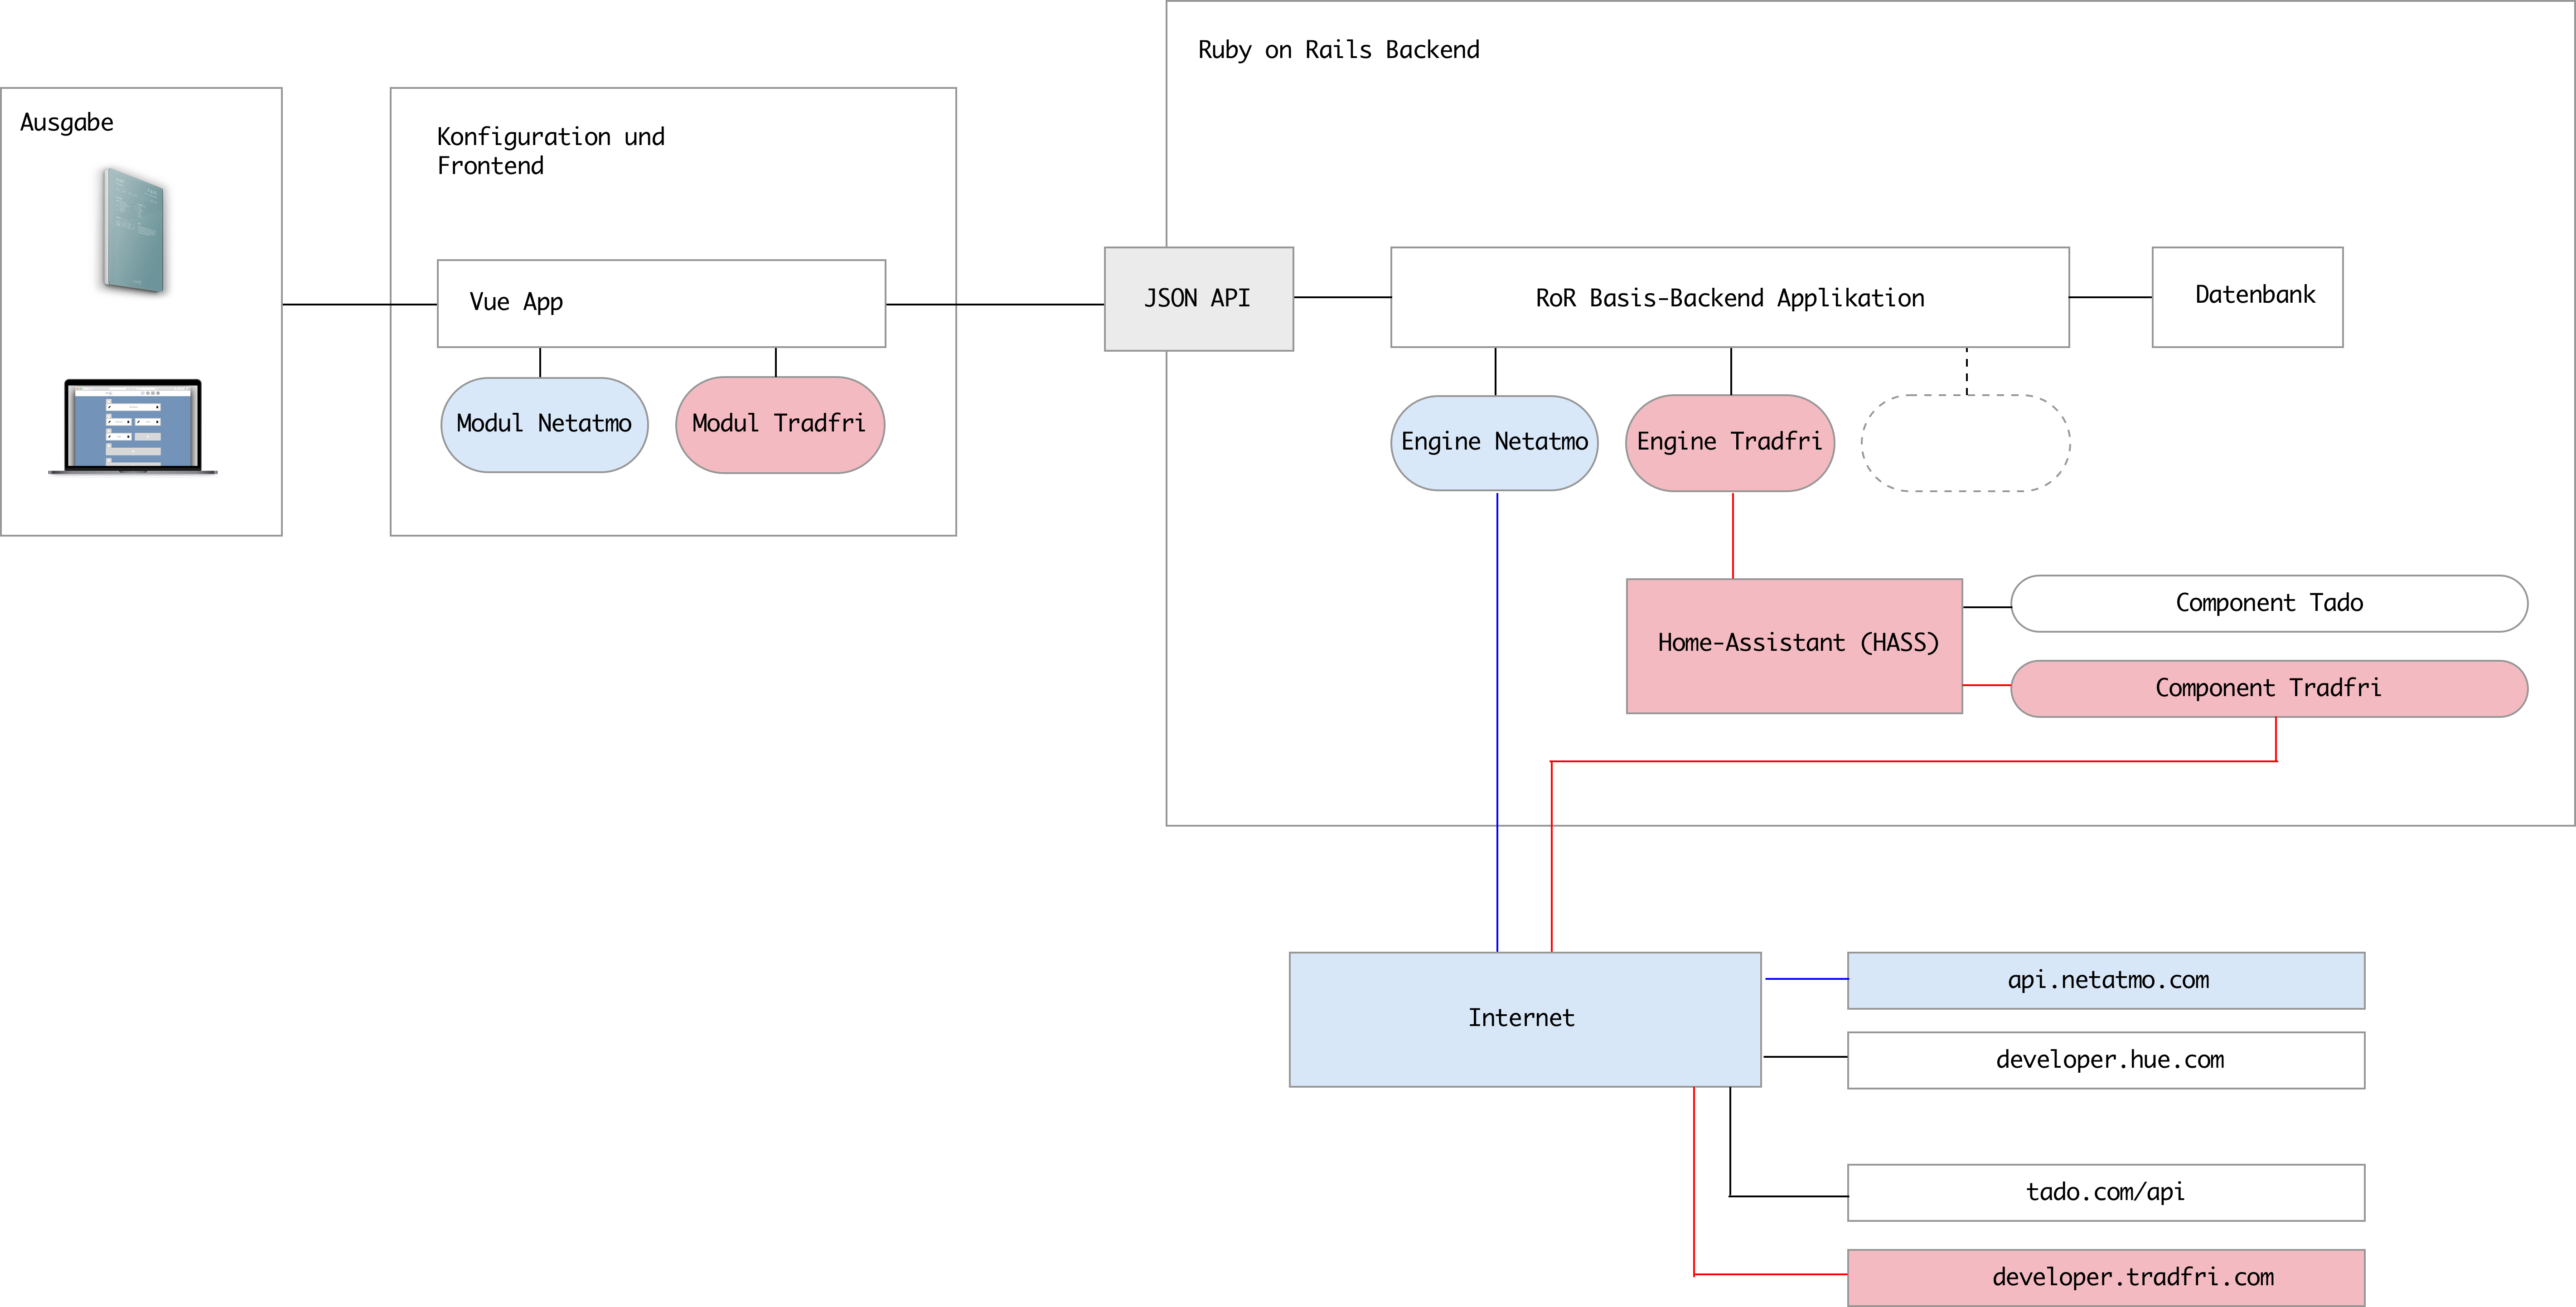 Ruby on Rails Backend
Ausgabe
Konfiguration und
Frontend
Vue App
JSON API
RoR Basis-Backend Applikation
Datenbank
Modul Netatmo
Modul Tradfri
Engine Netatmo
Engine Tradfri
Component Tado
Home-Assistant (HASS)
Component Tradfri
api.netatmo.com
Internet
developer.hue.com
tado.com/api
developer.tradfri.com